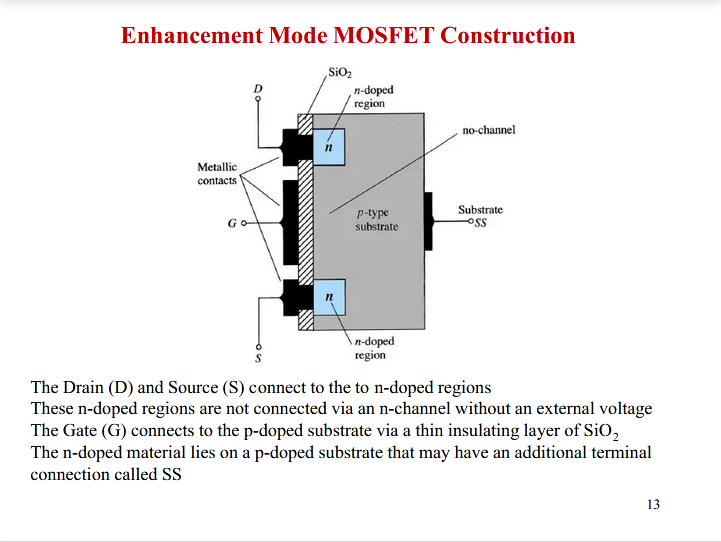 Enhancement Mode MOSFET Construction
SiO₂
D
n-doped
region
no-channel
n
Metallic
contacts
p-type
substrate
Substrate
SS
G
n
n-doped
region
S
The Drain (D) and Source (S) connect to the to n-doped regions
These n-doped regions are not connected via an n-channel without an external voltage
The Gate (G) connects to the p-doped substrate via a thin insulating layer of SiO₂
The n-doped material lies on a p-doped substrate that may have an additional terminal
connection called SS
13